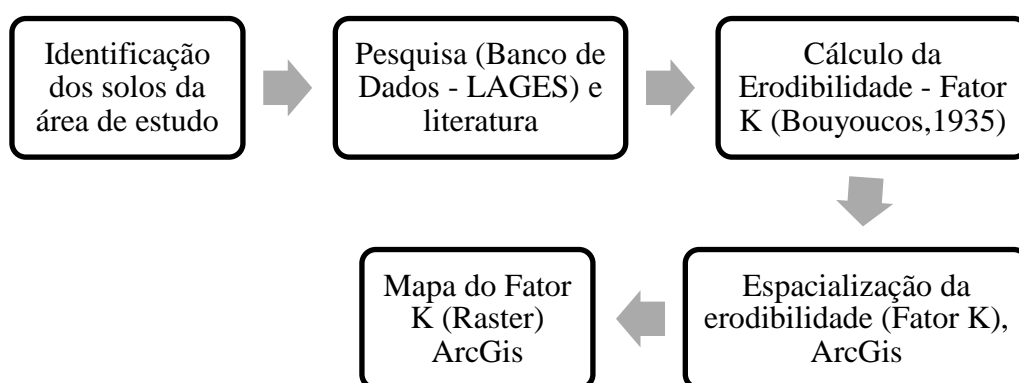 Identificação
dos solos da
área de estudo
Pesquisa (Banco de
Dados - LAGES) e
literatura
Cálculo da
Erodibilidade - Fator
K (Bouyoucos,1935)
Espacialização da
erodibilidade (Fator K),
ArcGis
Mapa do Fator
K (Raster)
ArcGis